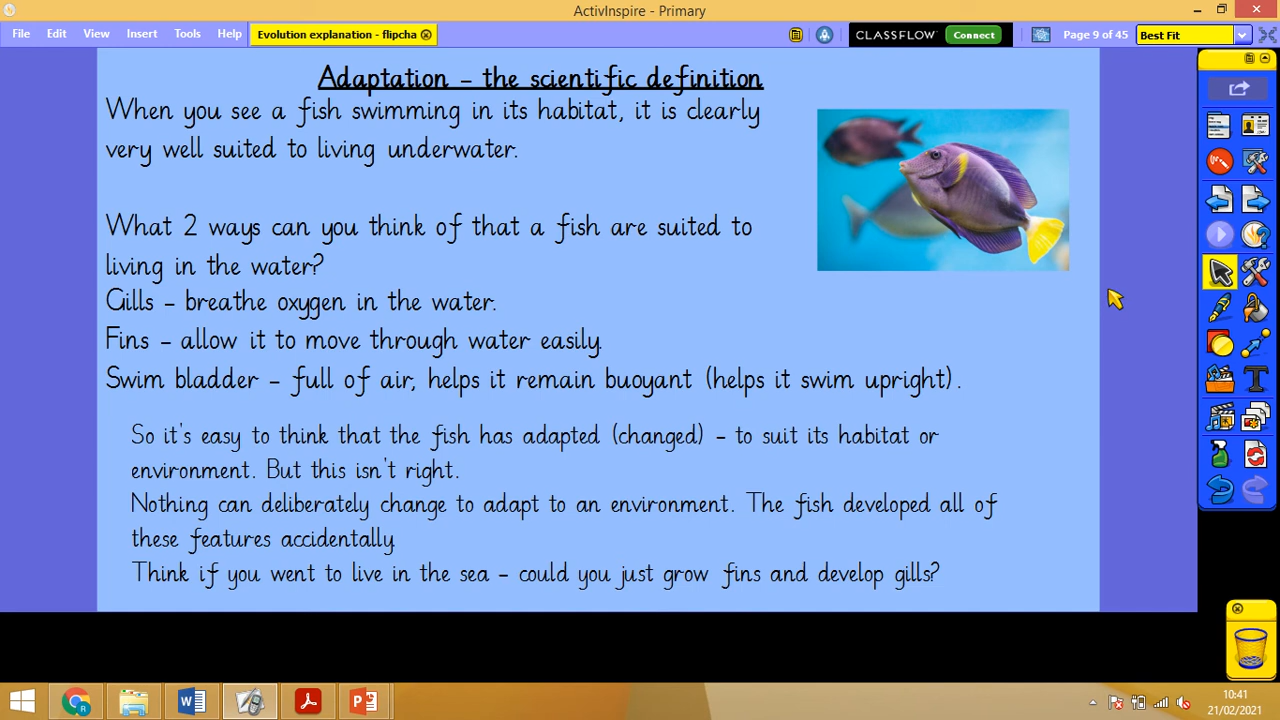 ActivInspire - Primary
File Edit View Insert Tools Help Evolution explanation - flipcha CLASSFLOW Connect Page 9 of 45 Best Fit
Adaptation – the scientific definition
When you see a fish swimming in its habitat, it is clearly
very well suited to living underwater.
What 2 ways can you think of that a fish are suited to
living in the water?
Gills – breathe oxygen in the water.
Fins – allow it to move through water easily.
Swim bladder – full of air, helps it remain buoyant (helps it swim upright).
So it's easy to think that the fish has adapted (changed) – to suit its habitat or
environment. But this isn't right.
Nothing can deliberately change to adapt to an environment. The fish developed all of
these features accidentally.
Think if you went to live in the sea – could you just grow fins and develop gills?
10:41
21/02/2021